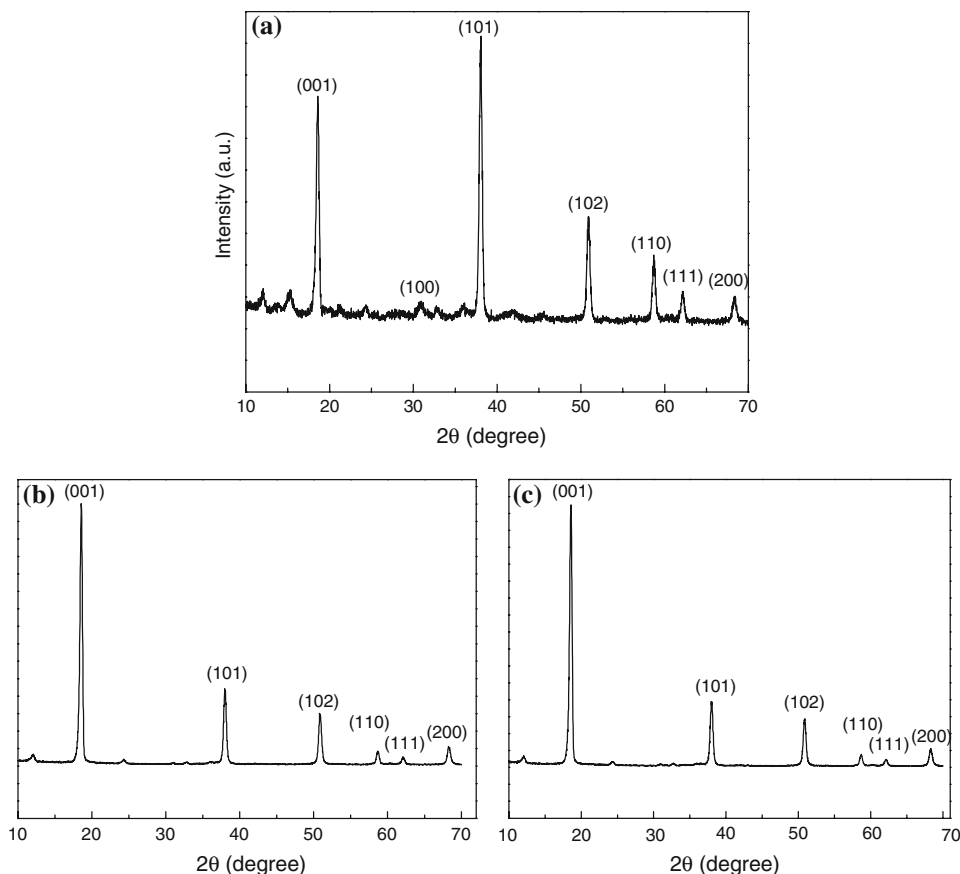 (a)
(101)
(001)
(102)
(110)
(111)
(200)
(100)
Intensity (a.u.)
10 20 30 40 50 60 70
2θ (degree)
(b)
(001)
(101)
(102)
(110)
(111)
(200)
10 20 30 40 50 60 70
2θ (degree)
(c)
(001)
(101)
(102)
(110)
(111)
(200)
10 20 30 40 50 60 70
2θ (degree)